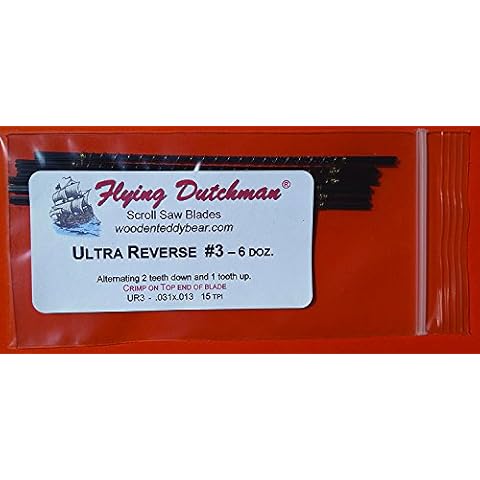 Flying Dutchman®
Scroll Saw Blades
woodenteddybear.com
ULTRA REVERSE #3 – 6 DOZ.
Alternating 2 teeth down and 1 tooth up.
CRIMP ON TOP END OF BLADE
UR3 - .031x.013 15 TPI